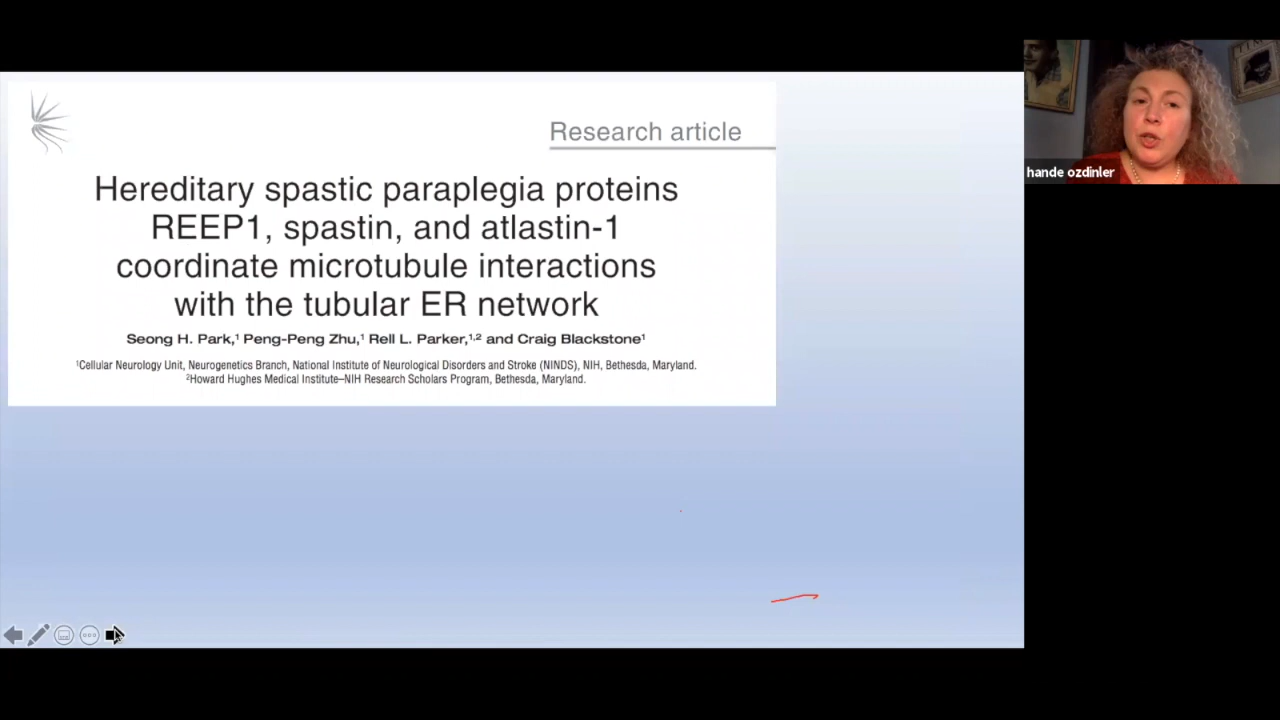 Research article
Hereditary spastic paraplegia proteins
REEP1, spastin, and atlastin-1
coordinate microtubule interactions
with the tubular ER network
Seong H. Park,¹ Peng-Peng Zhu,¹ Rell L. Parker,¹,² and Craig Blackstone¹
¹Cellular Neurology Unit, Neurogenetics Branch, National Institute of Neurological Disorders and Stroke (NINDS), NIH, Bethesda, Maryland.
²Howard Hughes Medical Institute–NIH Research Scholars Program, Bethesda, Maryland.
hande ozdinler